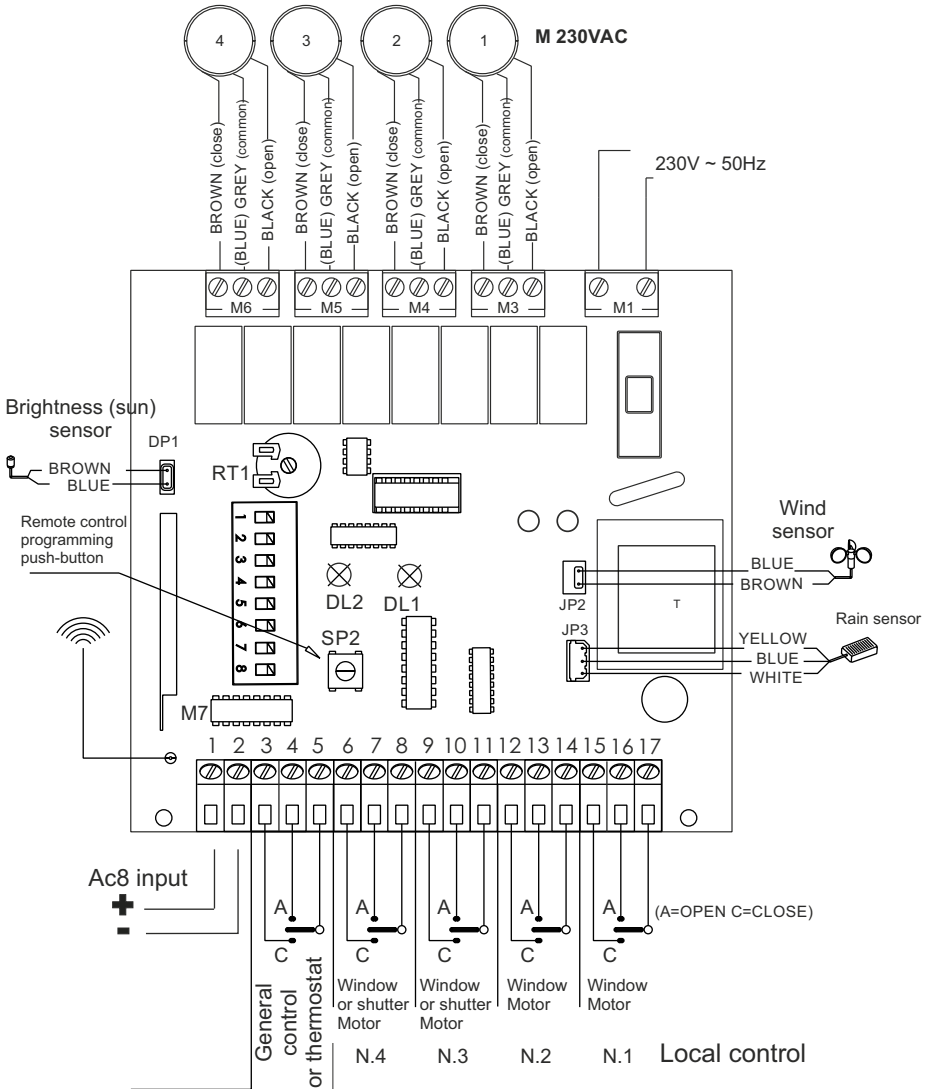 4
3
2
1
M 230VAC
BROWN (close)
(BLUE) GREY (common)
BLACK (open)
BROWN (close)
(BLUE) GREY (common)
BLACK (open)
BROWN (close)
(BLUE) GREY (common)
BLACK (open)
BROWN (close)
(BLUE) GREY (common)
BLACK (open)
230V ~ 50Hz
M6
M5
M4
M3
M1
Brightness (sun)
sensor
DP1
BROWN
BLUE
RT1
Remote control
programming
push-button
1
2
3
4
5
6
7
8
DL2
DL1
SP2
M7
Wind
sensor
BLUE
BROWN
JP2
T
JP3
Rain sensor
YELLOW
BLUE
WHITE
1 2 3 4 5 6 7 8 9 10 11 12 13 14 15 16 17
Ac8 input
+
-
A
C
A
C
A
C
A
C
A
C
(A=OPEN C=CLOSE)
General
control
or thermostat
Window
or shutter
Motor
N.4
Window
or shutter
Motor
N.3
Window
Motor
N.2
Window
Motor
N.1
Local control